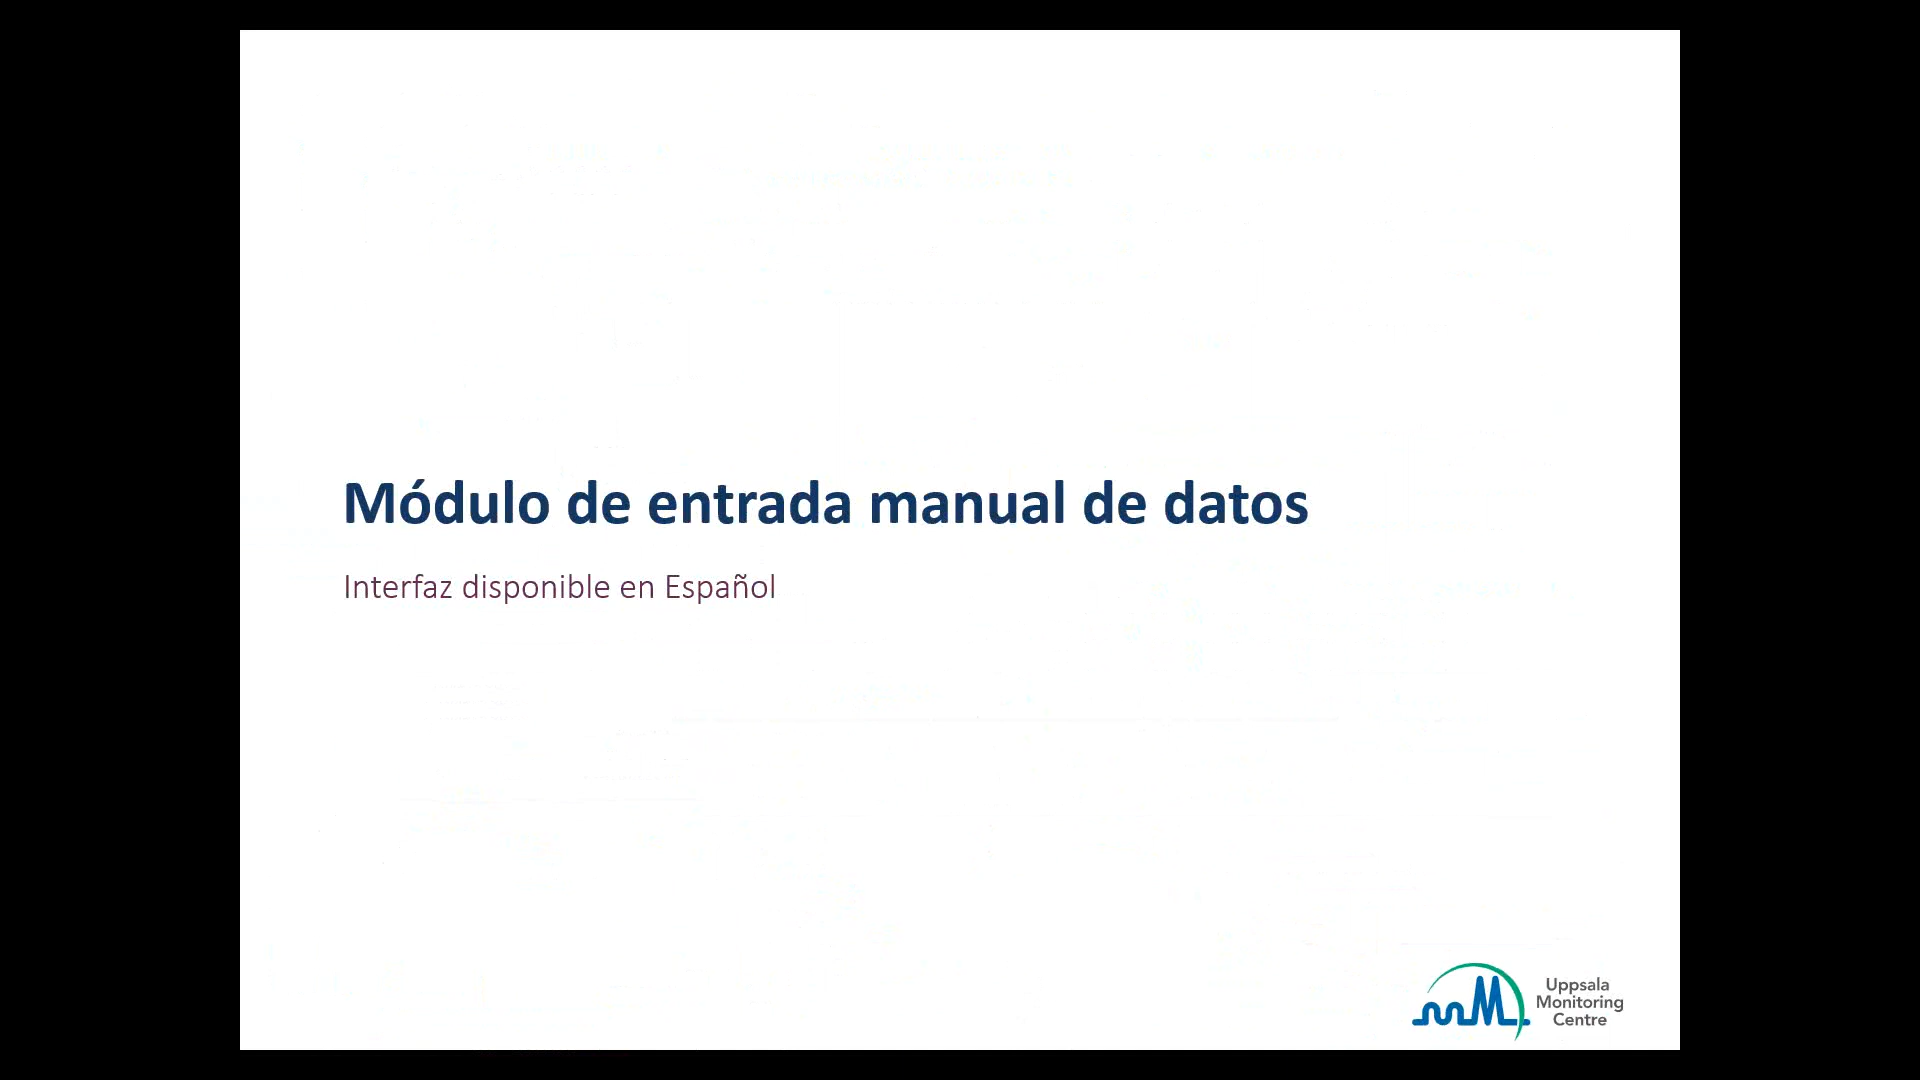 Módulo de entrada manual de datos
Interfaz disponible en Español
Uppsala
Monitoring
Centre